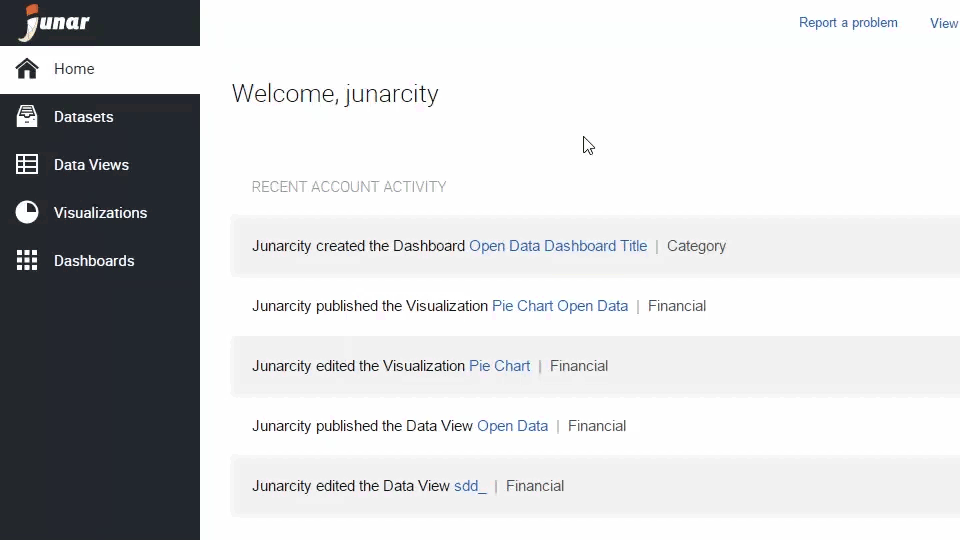 junar
Report a problem
View
Home
Datasets
Data Views
Visualizations
Dashboards
Welcome, junarcity
RECENT ACCOUNT ACTIVITY
Junarcity created the Dashboard Open Data Dashboard Title | Category
Junarcity published the Visualization Pie Chart Open Data | Financial
Junarcity edited the Visualization Pie Chart | Financial
Junarcity published the Data View Open Data | Financial
Junarcity edited the Data View sdd_ | Financial